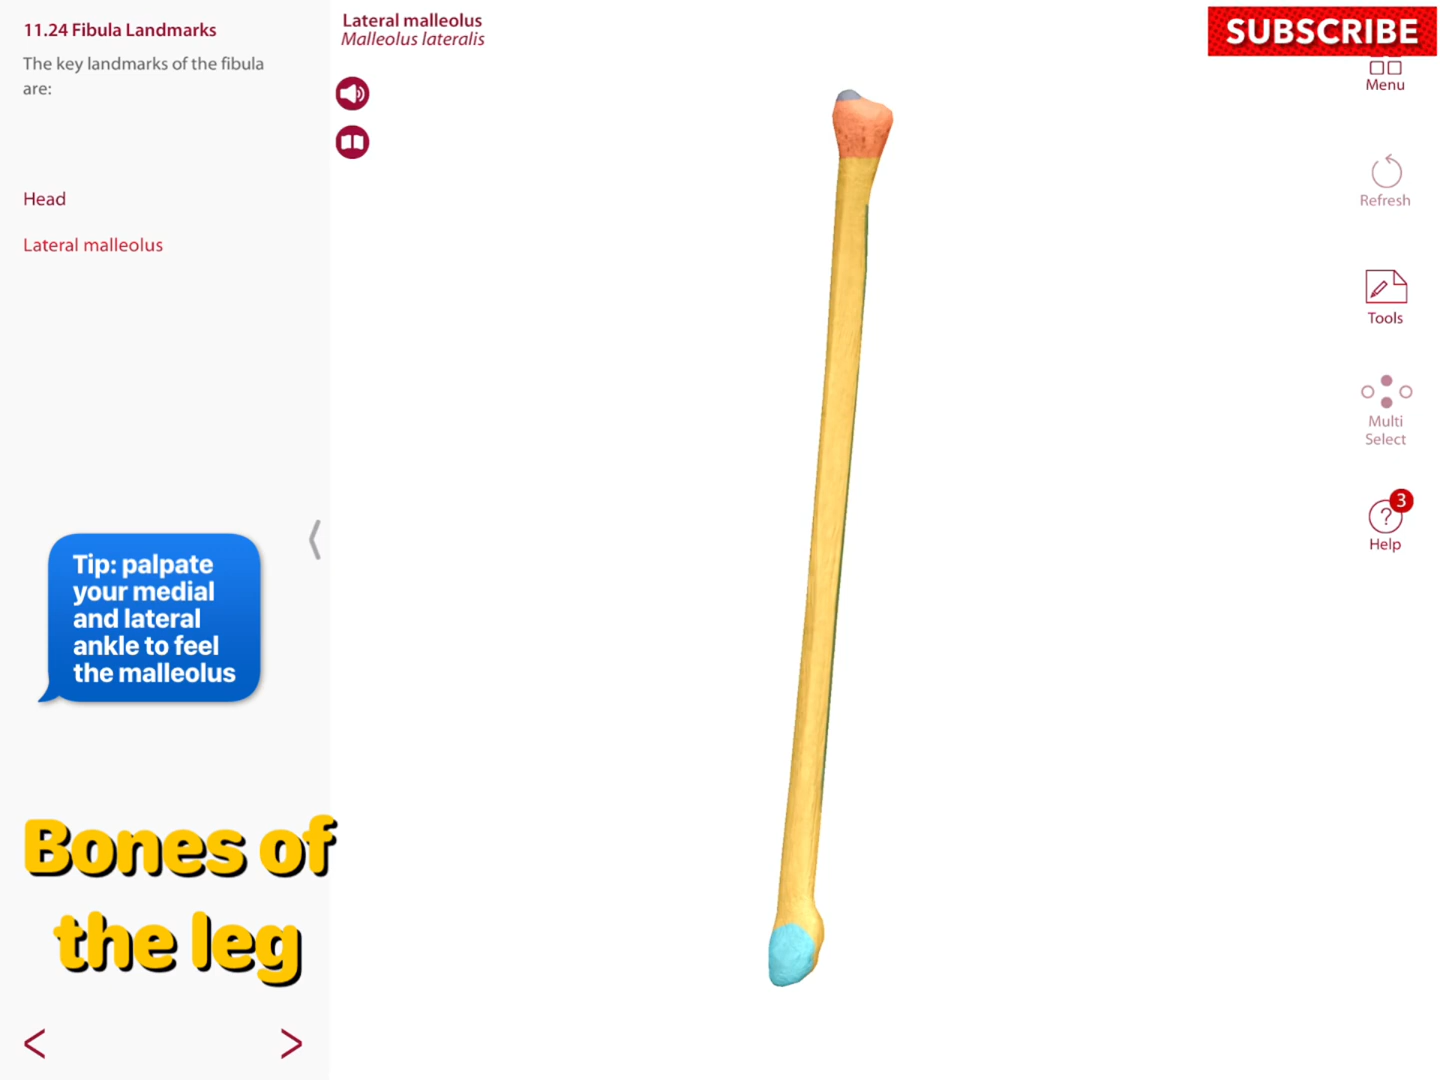 11.24 Fibula Landmarks
The key landmarks of the fibula
are:
Head
Lateral malleolus
Tip: palpate
your medial
and lateral
ankle to feel
the malleolus
Bones of
the leg
<
>
Lateral malleolus
Malleolus lateralis
SUBSCRIBE
Menu
Refresh
Tools
Multi
Select
3
?
Help